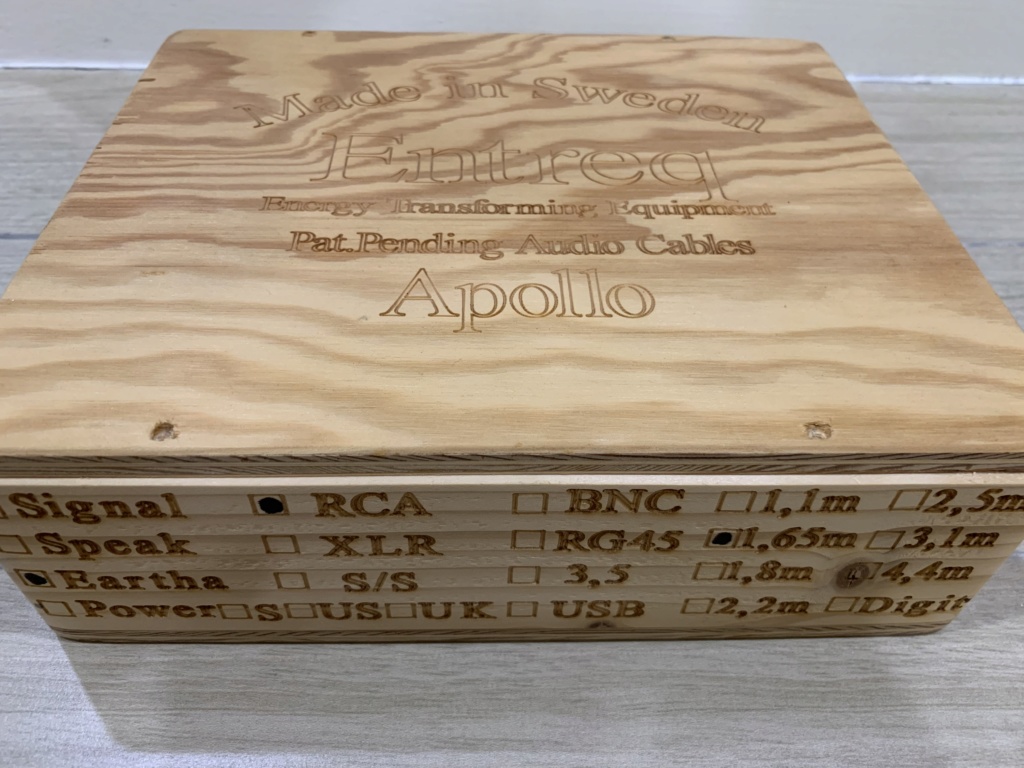 Made in Sweden
Entreq
Energy Transforming Equipment
Pat.Pending Audio Cables
Apollo
Signal RCA BNC 1,1m 2,5m
Speak XLR RG45 1,65m 3,1m
Eartha S/S 3,5 1,8m 4,4m
Power S US UK USB 2,2m Digit